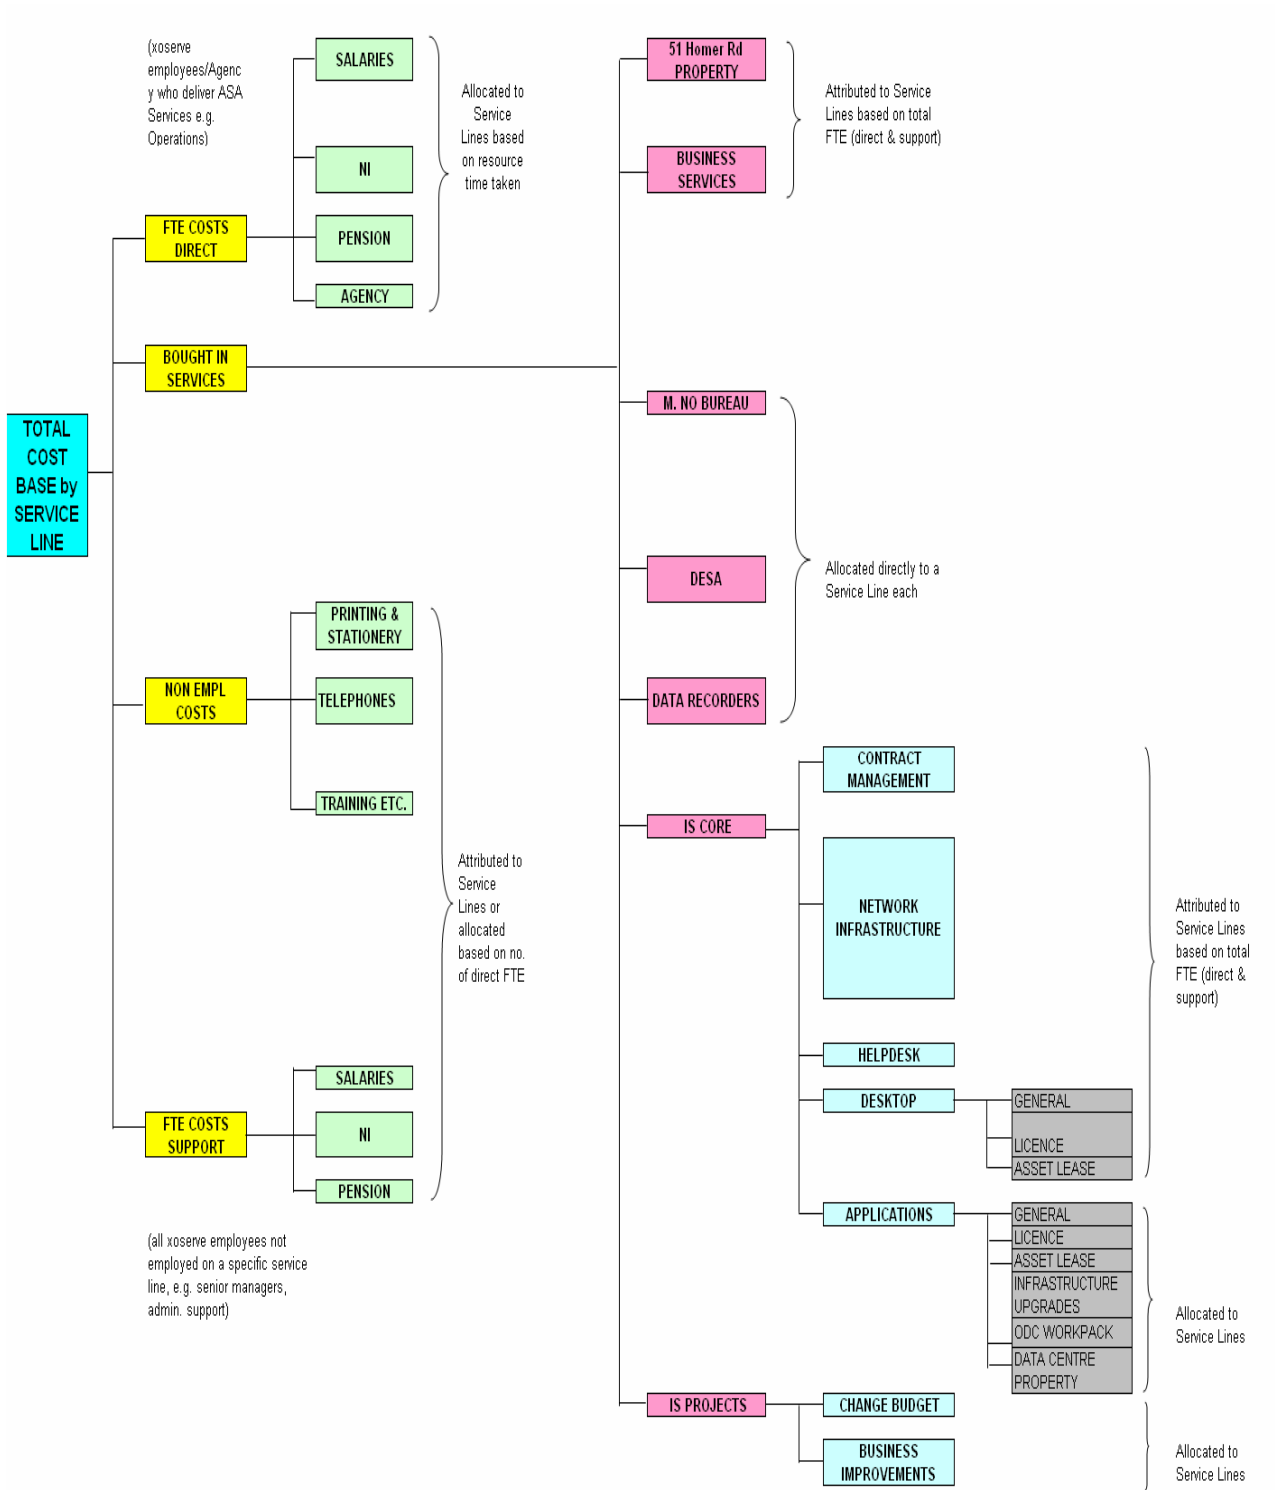 (xoserve
employees/Agenc
y who deliver ASA
Services e.g.
Operations)
SALARIES
NI
PENSION
AGENCY
Allocated to
Service
Lines based
on resource
time taken
FTE COSTS
DIRECT
BOUGHT IN
SERVICES
TOTAL
COST
BASE by
SERVICE
LINE
NON EMPL
COSTS
PRINTING &
STATIONERY
TELEPHONES
TRAINING ETC.
Attributed to
Service
Lines or
allocated
based on no.
of direct FTE
FTE COSTS
SUPPORT
SALARIES
NI
PENSION
(all xoserve employees not
employed on a specific service
line, e.g. senior managers,
admin. support)
51 Homer Rd
PROPERTY
BUSINESS
SERVICES
Attributed to Service
Lines based on total
FTE (direct & support)
M. NO BUREAU
DESA
DATA RECORDERS
Allocated directly to a
Service Line each
IS CORE
CONTRACT
MANAGEMENT
NETWORK
INFRASTRUCTURE
HELPDESK
DESKTOP
GENERAL
LICENCE
ASSET LEASE
Attributed to
Service Lines
based on total
FTE (direct &
support)
APPLICATIONS
GENERAL
LICENCE
ASSET LEASE
INFRASTRUCTURE
UPGRADES
ODC WORKPACK
DATA CENTRE
PROPERTY
Allocated to
Service Lines
IS PROJECTS
CHANGE BUDGET
BUSINESS
IMPROVEMENTS
Allocated to
Service Lines